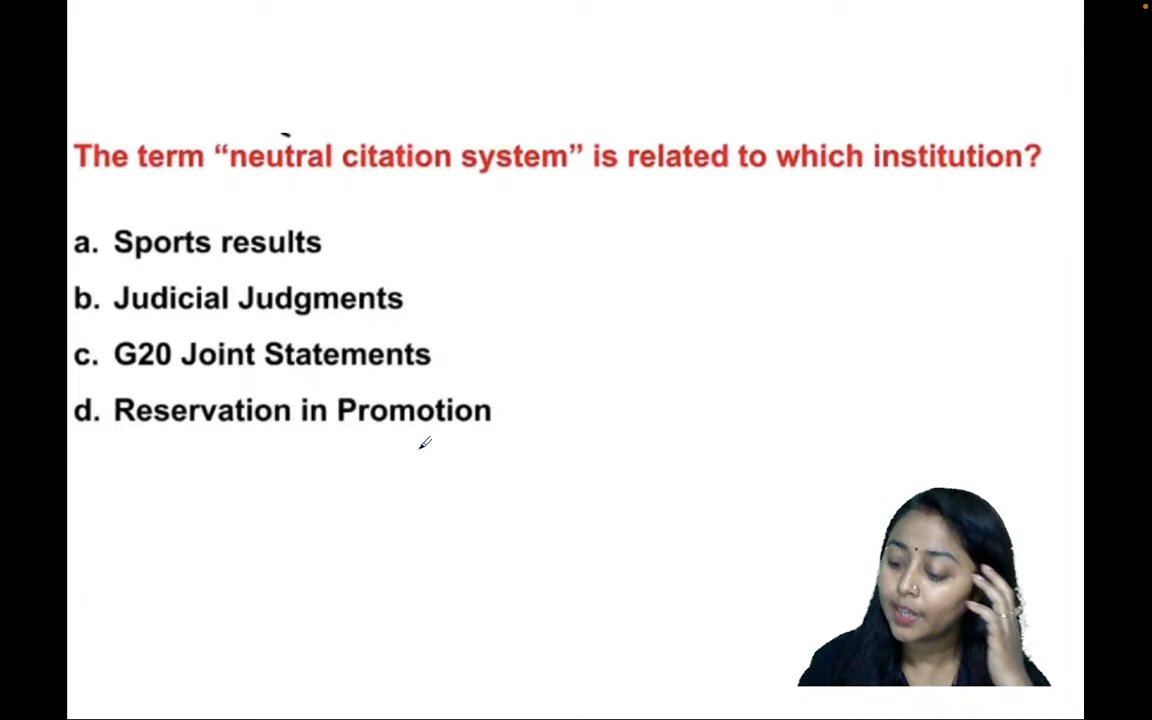 The term “neutral citation system” is related to which institution?
a. Sports results
b. Judicial Judgments
c. G20 Joint Statements
d. Reservation in Promotion